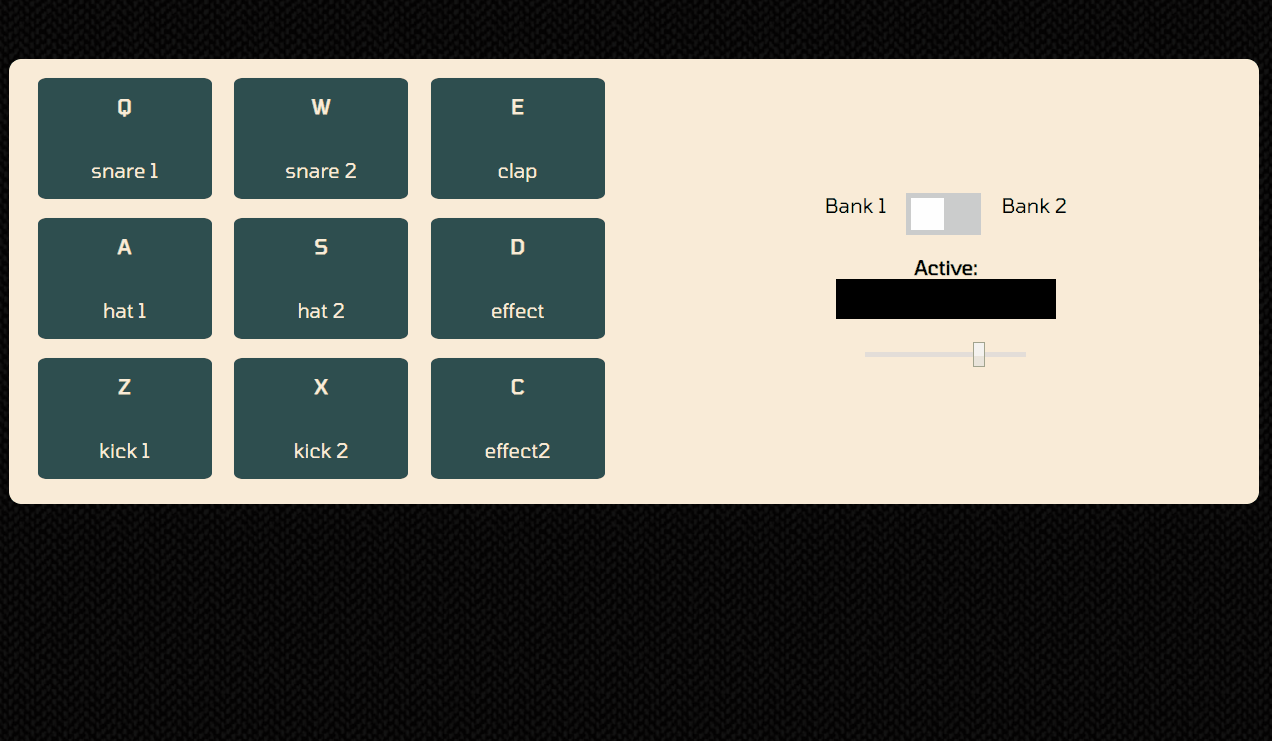 Q
snare 1
W
snare 2
E
clap
A
hat 1
S
hat 2
D
effect
Z
kick 1
X
kick 2
C
effect2
Bank 1
Bank 2
Active: